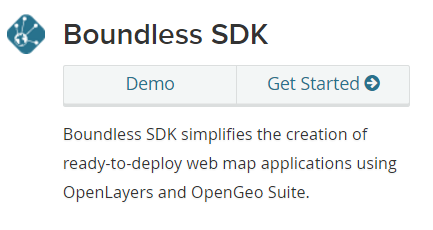 Boundless SDK
Demo
Get Started
Boundless SDK simplifies the creation of
ready-to-deploy web map applications using
OpenLayers and OpenGeo Suite.